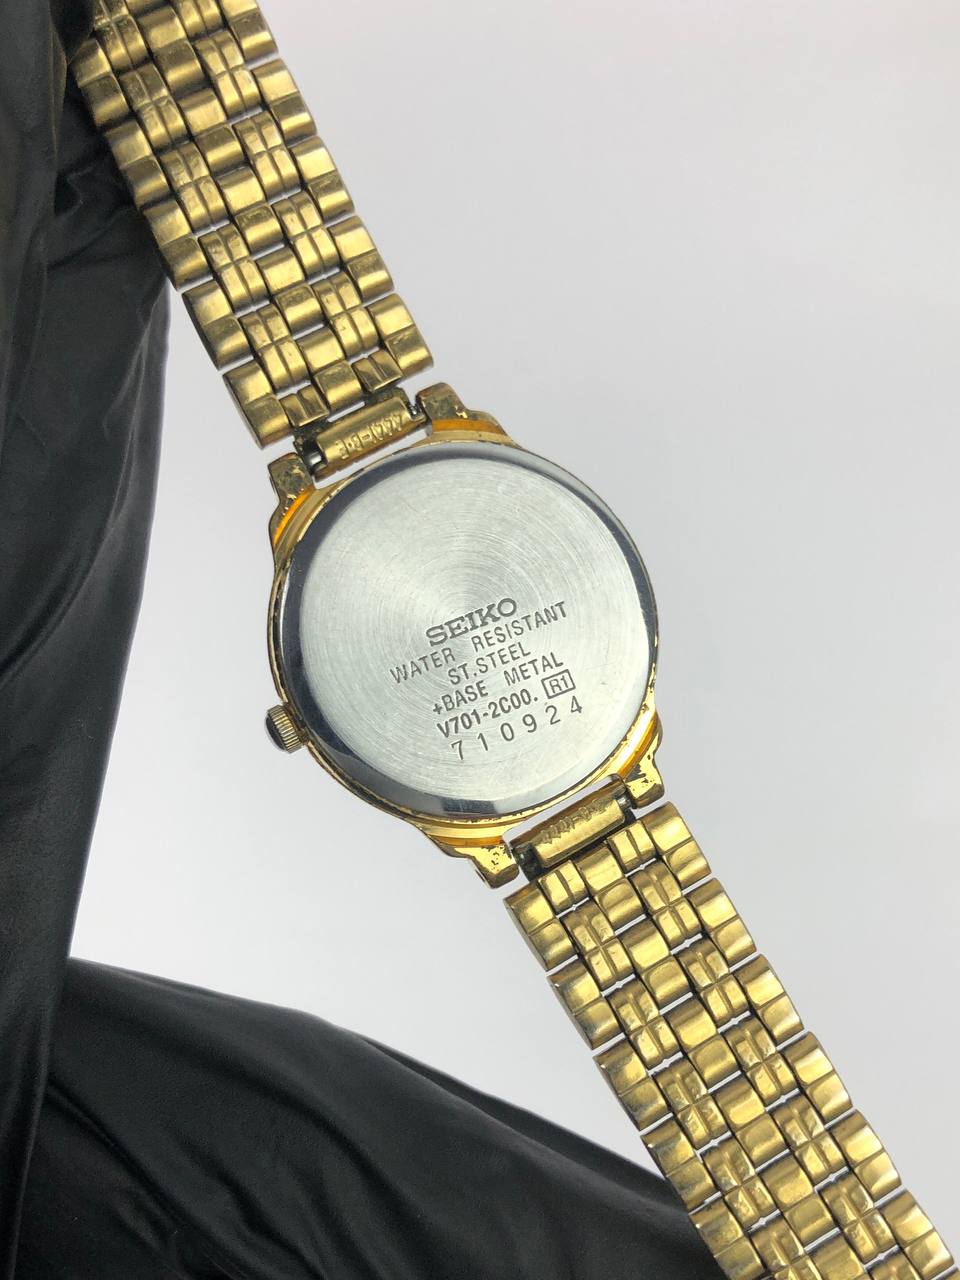 SEIKO
WATER RESISTANT
ST.STEEL
+BASE METAL
V701-2C00. R1
710924